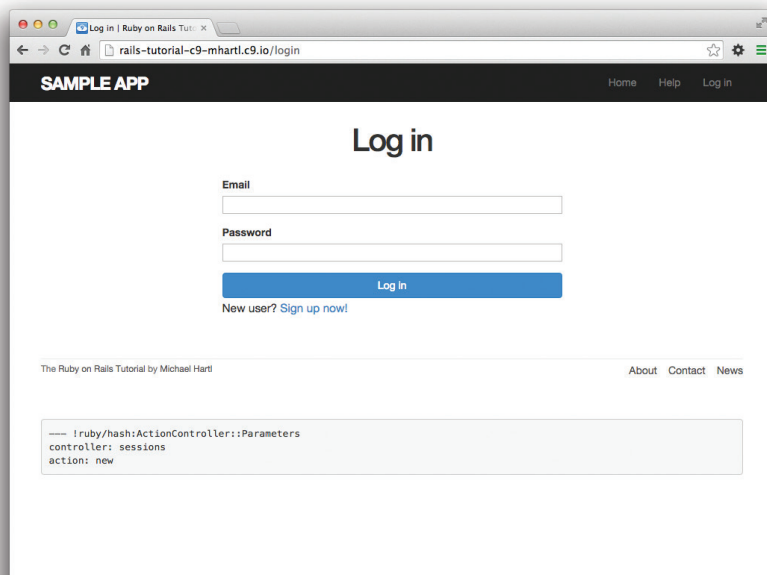 Log in | Ruby on Rails Tuto
rails-tutorial-c9-mhartl.c9.io/login
SAMPLE APP
Home Help Log in
Log in
Email
Password
Log in
New user? Sign up now!
The Ruby on Rails Tutorial by Michael Hartl
About Contact News
--- !ruby/hash:ActionController::Parameters
controller: sessions
action: new